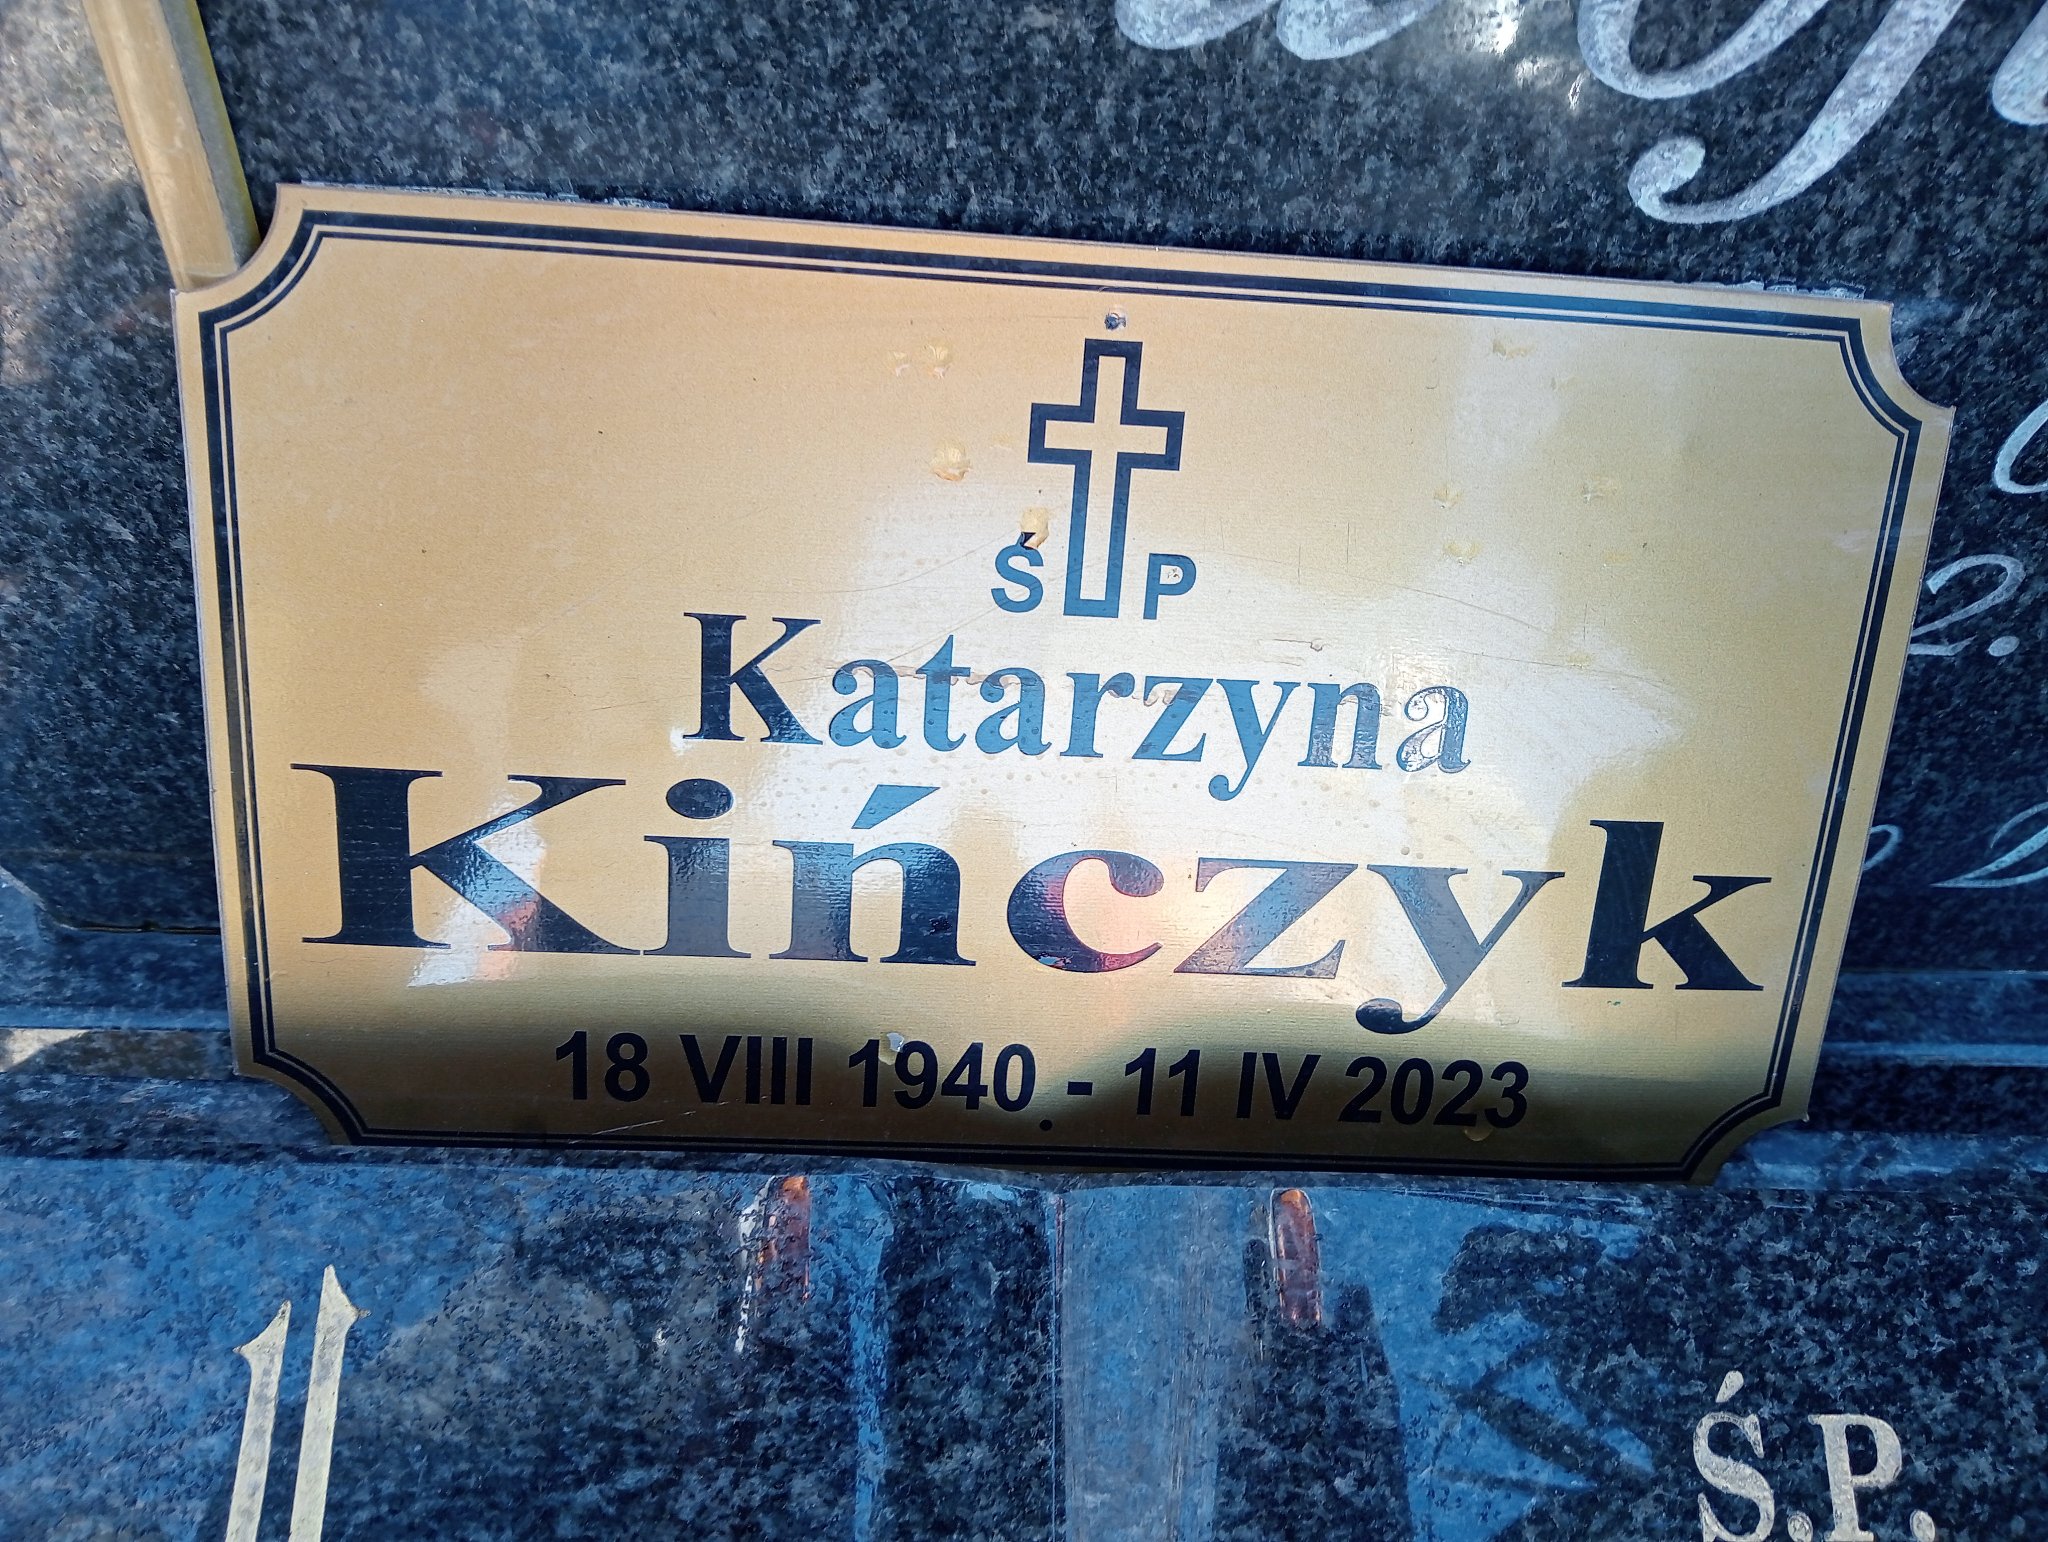 Ś P
Katarzyna
Kińczyk
18 VIII 1940 - 11 IV 2023
Ś.P.